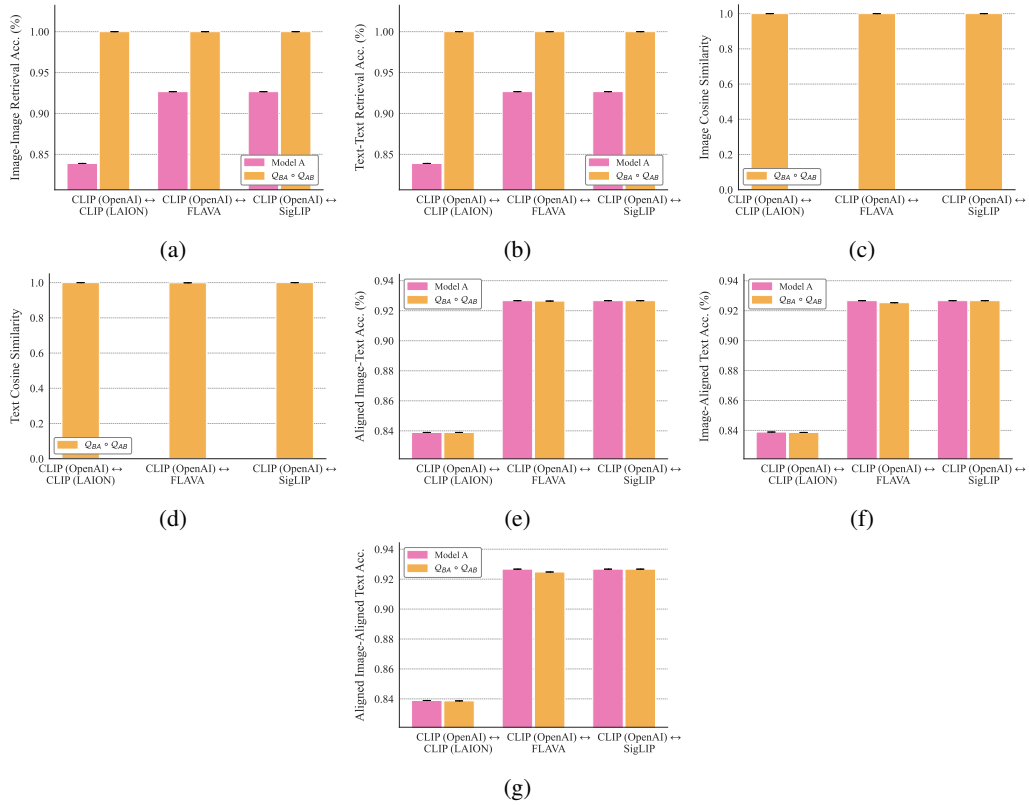 Image-Image Retrieval Acc. (%)
1.00
0.95
0.90
0.85
Model A
Q_BA ∘ Q_AB
CLIP (OpenAI) ↔ CLIP (OpenAI) ↔ CLIP (OpenAI) ↔
CLIP (LAION) FLAVA SigLIP
(a)
Text-Text Retrieval Acc. (%)
1.00
0.95
0.90
0.85
Model A
Q_BA ∘ Q_AB
CLIP (OpenAI) ↔ CLIP (OpenAI) ↔ CLIP (OpenAI) ↔
CLIP (LAION) FLAVA SigLIP
(b)
Image Cosine Similarity
1.0
0.8
0.6
0.4
0.2
0.0
Q_BA ∘ Q_AB
CLIP (OpenAI) ↔ CLIP (OpenAI) ↔ CLIP (OpenAI) ↔
CLIP (LAION) FLAVA SigLIP
(c)
Text Cosine Similarity
1.0
0.8
0.6
0.4
0.2
0.0
Q_BA ∘ Q_AB
CLIP (OpenAI) ↔ CLIP (OpenAI) ↔ CLIP (OpenAI) ↔
CLIP (LAION) FLAVA SigLIP
(d)
Aligned Image-Text Acc. (%)
0.94
0.92
0.90
0.88
0.86
0.84
Model A
Q_BA ∘ Q_AB
CLIP (OpenAI) ↔ CLIP (OpenAI) ↔ CLIP (OpenAI) ↔
CLIP (LAION) FLAVA SigLIP
(e)
Image-Aligned Text Acc. (%)
0.94
0.92
0.90
0.88
0.86
0.84
Model A
Q_BA ∘ Q_AB
CLIP (OpenAI) ↔ CLIP (OpenAI) ↔ CLIP (OpenAI) ↔
CLIP (LAION) FLAVA SigLIP
(f)
Aligned Image-Aligned Text Acc.
0.94
0.92
0.90
0.88
0.86
0.84
Model A
Q_BA ∘ Q_AB
CLIP (OpenAI) ↔ CLIP (OpenAI) ↔ CLIP (OpenAI) ↔
CLIP (LAION) FLAVA SigLIP
(g)